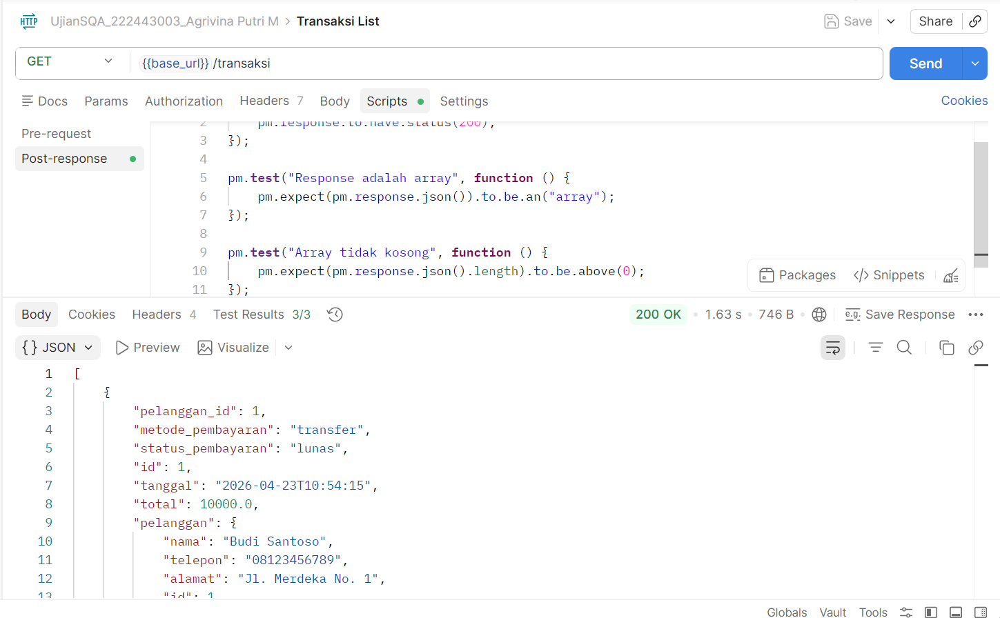 HTTP UjianSQA_222443003_Agrivina Putri M > Transaksi List Save Share
GET {{base_url}} /transaksi Send
Docs Params Authorization Headers 7 Body Scripts Settings Cookies
Pre-request
Post-response
2 pm.response.to.have.status(200);
3 });
4
5 pm.test("Response adalah array", function () {
6 pm.expect(pm.response.json()).to.be.an("array");
7 });
8
9 pm.test("Array tidak kosong", function () {
10 pm.expect(pm.response.json().length).to.be.above(0);
11 });
Packages </> Snippets
Body Cookies Headers 4 Test Results 3/3 200 OK 1.63 s 746 B e.g. Save Response
{} JSON Preview Visualize
1 [
2 {
3 "pelanggan_id": 1,
4 "metode_pembayaran": "transfer",
5 "status_pembayaran": "lunas",
6 "id": 1,
7 "tanggal": "2026-04-23T10:54:15",
8 "total": 10000.0,
9 "pelanggan": {
10 "nama": "Budi Santoso",
11 "telepon": "08123456789",
12 "alamat": "Jl. Merdeka No. 1",
13 "id": 1
Globals Vault Tools